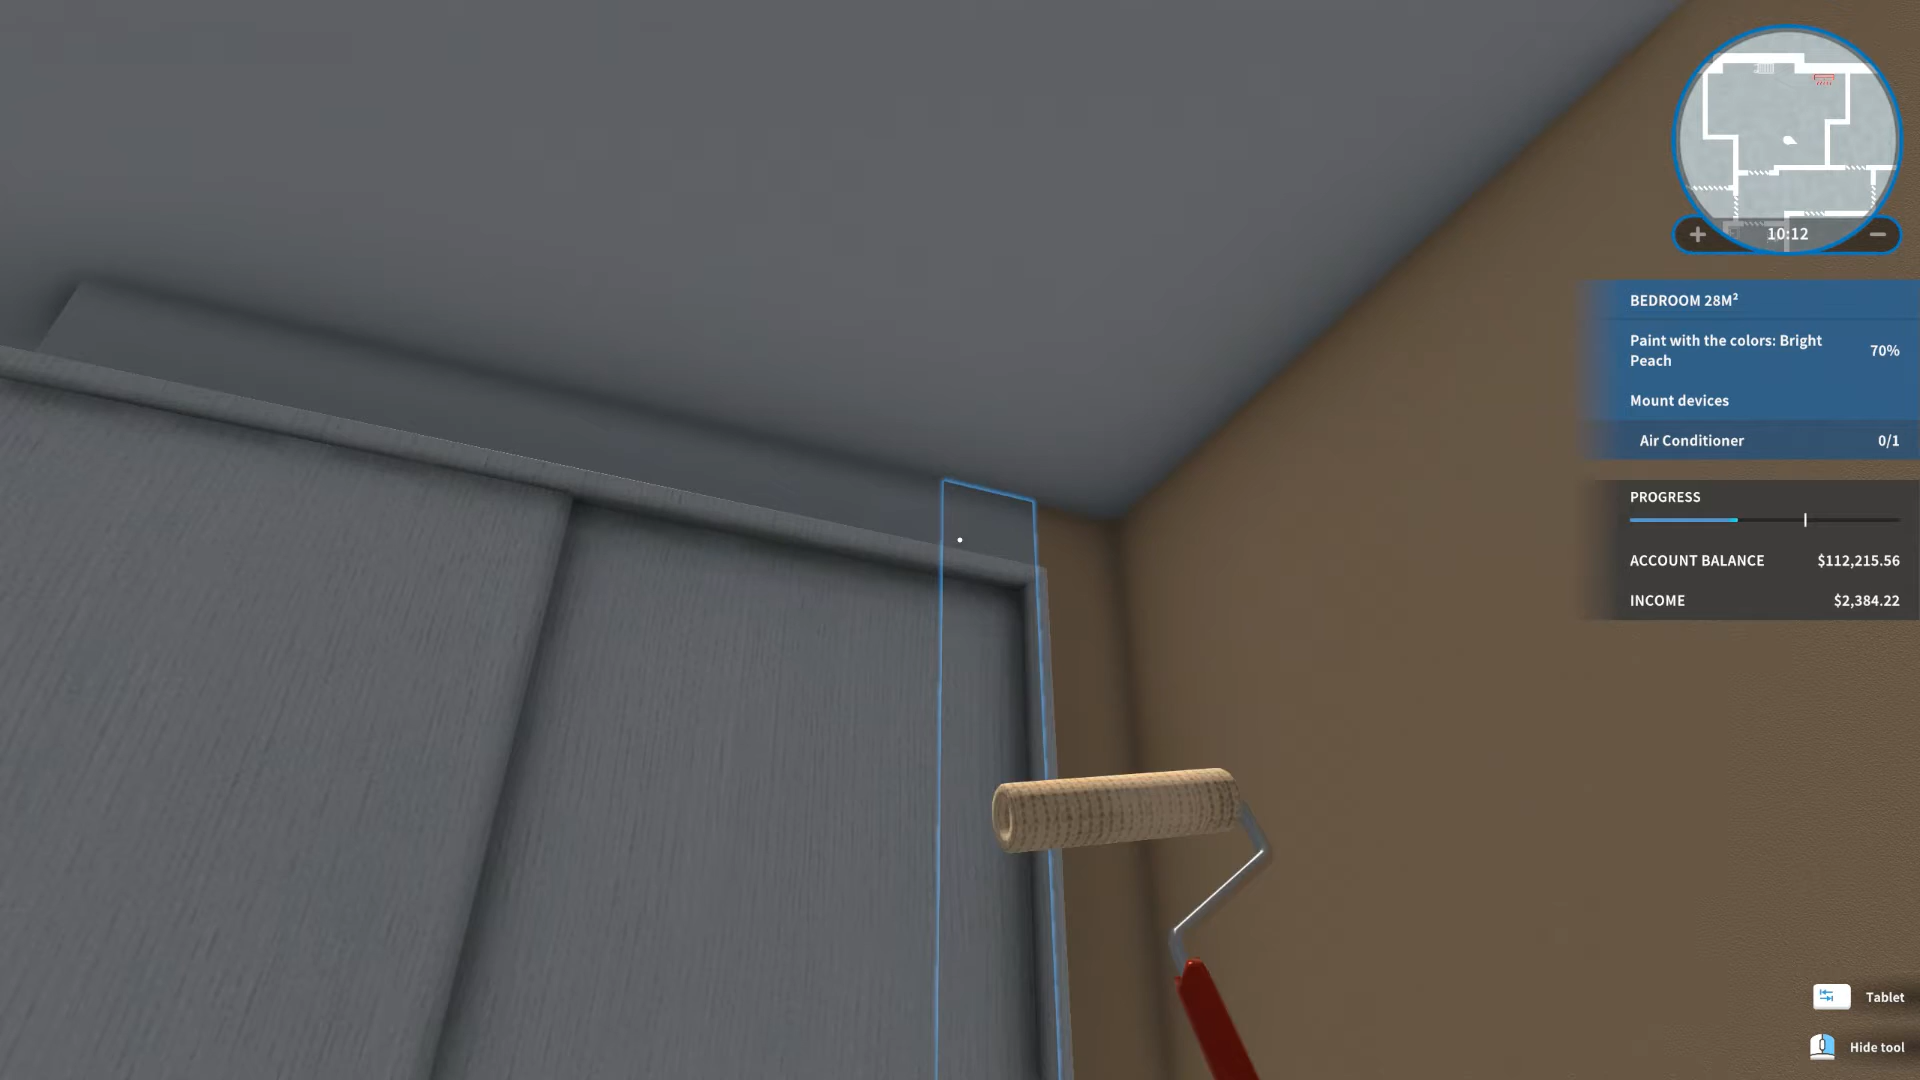 10:12
BEDROOM 28M²
Paint with the colors: Bright
Peach
70%
Mount devices
Air Conditioner 0/1
PROGRESS
ACCOUNT BALANCE $112,215.56
INCOME $2,384.22
Tablet
Hide tool